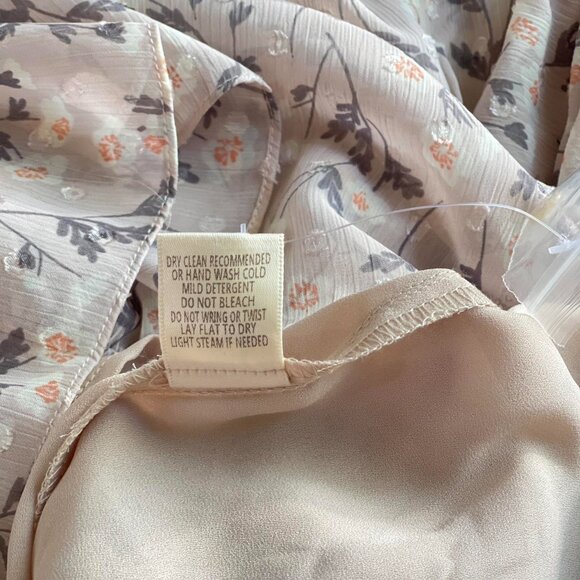 DRY CLEAN RECOMMENDED
OR HAND WASH COLD
MILD DETERGENT
DO NOT BLEACH
DO NOT WRING OR TWIST
LAY FLAT TO DRY
LIGHT STEAM IF NEEDED